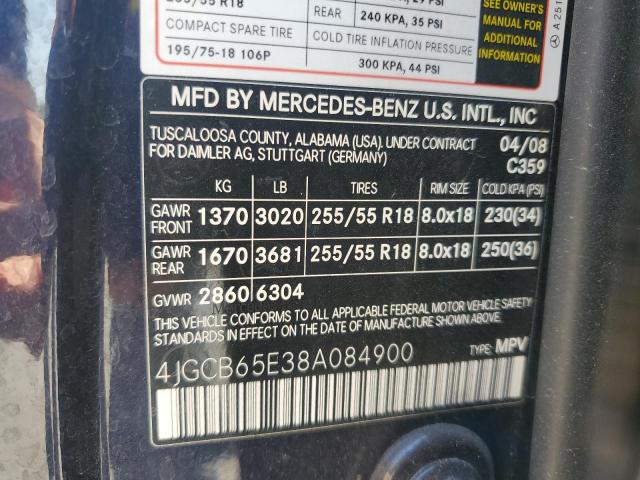 255/55 R18
REAR 240 KPA, 35 PSI
COMPACT SPARE TIRE
COLD TIRE INFLATION PRESSURE
195/75-18 106P
300 KPA, 44 PSI
SEE OWNER'S
MANUAL FOR
ADDITIONAL
INFORMATION
A 251
MFD BY MERCEDES-BENZ U.S. INTL., INC
TUSCALOOSA COUNTY, ALABAMA (USA). UNDER CONTRACT 04/08
FOR DAIMLER AG, STUTTGART (GERMANY) C359
KG LB TIRES RIM SIZE COLD KPA (PSI)
GAWR FRONT 1370 3020 255/55 R18 8.0x18 230(34)
GAWR REAR 1670 3681 255/55 R18 8.0x18 250(36)
GVWR 2860 6304
THIS VEHICLE CONFORMS TO ALL APPLICABLE FEDERAL MOTOR VEHICLE SAFETY
STANDARDS IN EFFECT ON THE DATE OF MANUFACTURE SHOWN ABOVE.
4JGCB65E38A084900 TYPE: MPV